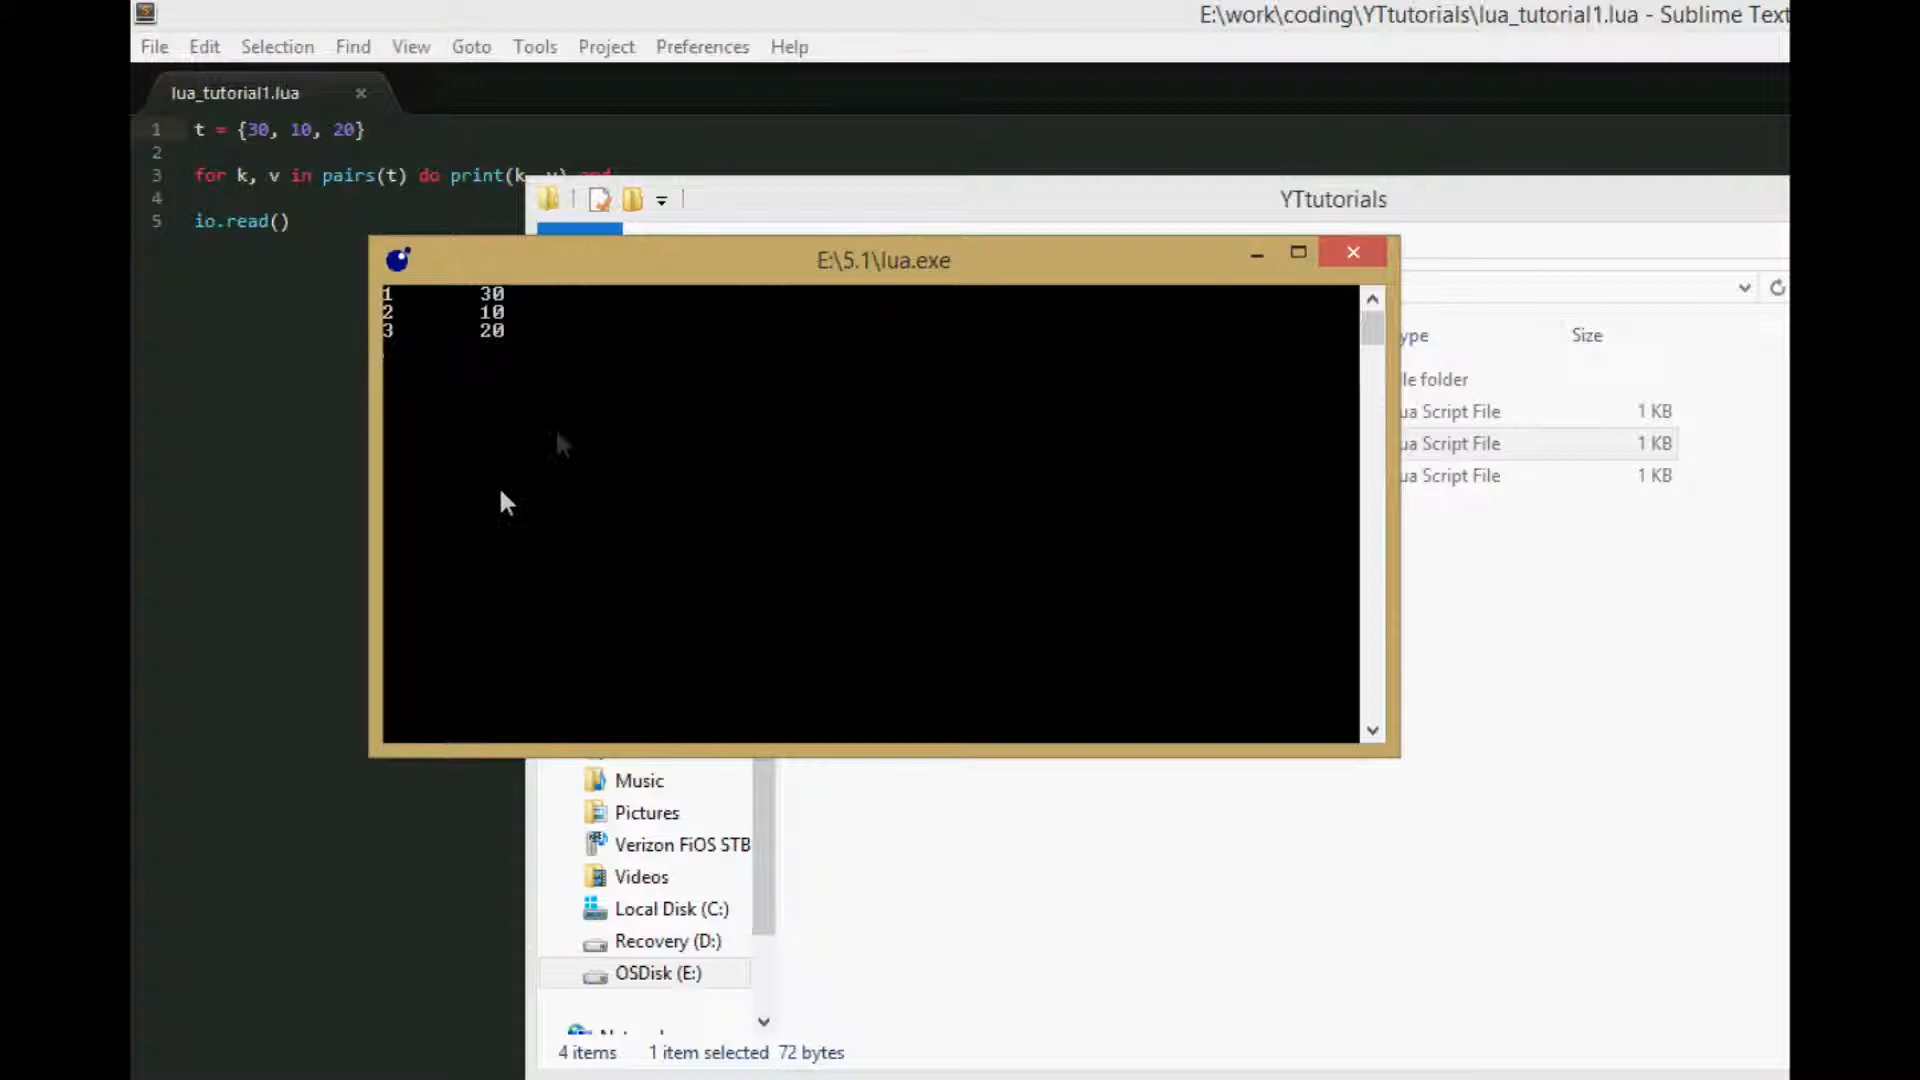 E:\work\coding\YTtutorials\lua_tutorial1.lua - Sublime Text
File Edit Selection Find View Goto Tools Project Preferences Help
lua_tutorial1.lua
1 t = {30, 10, 20}
2
3 for k, v in pairs(t) do print(k, v) end
4
5 io.read()
YTtutorials
E:\5.1\lua.exe
1 30
2 10
3 20
ype Size
le folder
ua Script File 1 KB
ua Script File 1 KB
ua Script File 1 KB
Music
Pictures
Verizon FiOS STB
Videos
Local Disk (C:)
Recovery (D:)
OSDisk (E:)
4 items 1 item selected 72 bytes